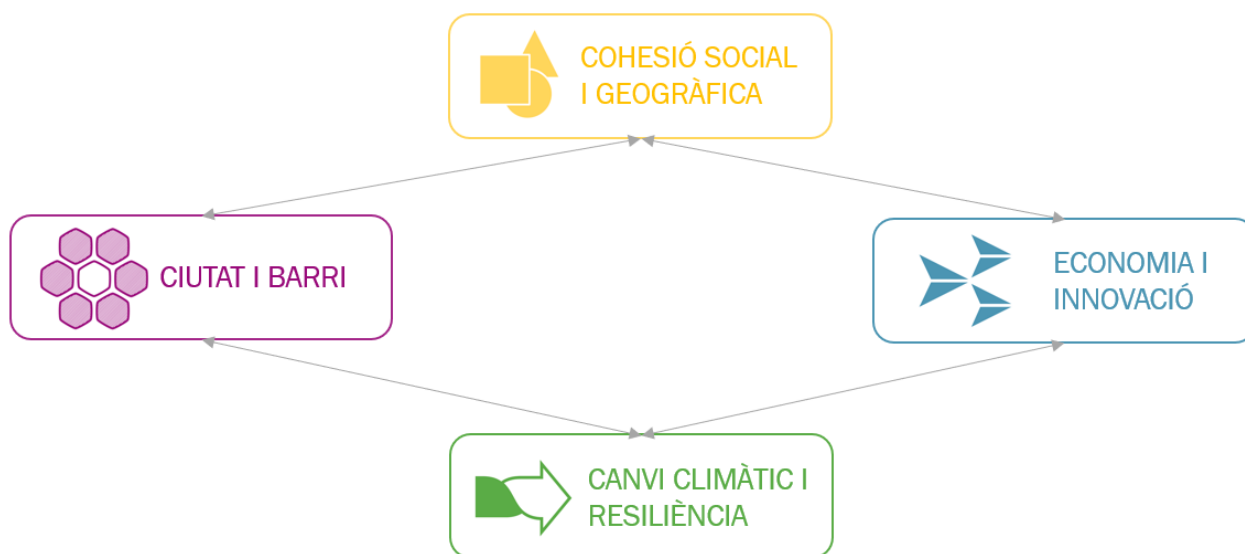 COHESIÓ SOCIAL
I GEOGRÀFICA
CIUTAT I BARRI
ECONOMIA I
INNOVACIÓ
CANVI CLIMÀTIC I
RESILIÈNCIA